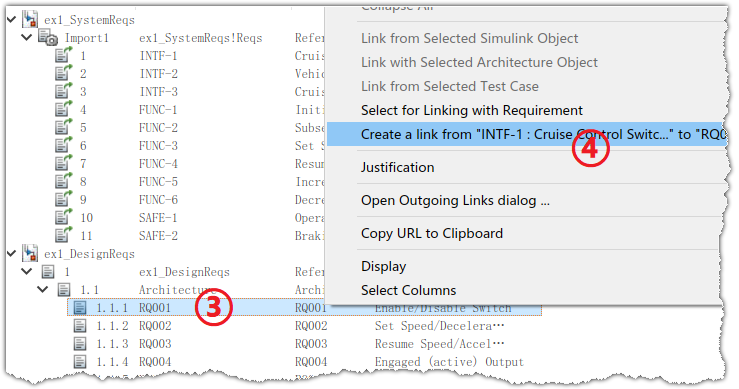 ex1_SystemReqs
Import1 ex1_SystemReqs!Reqs Refer
1 INTF-1 Cruis
2 INTF-2 Vehic
3 INTF-3 Cruis
4 FUNC-1 Initi
5 FUNC-2 Subse
6 FUNC-3 Set S
7 FUNC-4 Resum
8 FUNC-5 Incre
9 FUNC-6 Decre
10 SAFE-1 Opera
11 SAFE-2 Braki
ex1_DesignReqs
1 ex1_DesignReqs Refer
1.1 Architecture Archi
1.1.1 RQ001 ③ RQ001 Enable/Disable Switch
1.1.2 RQ002 RQ002 Set Speed/Decelera…
1.1.3 RQ003 RQ003 Resume Speed/Accel…
1.1.4 RQ004 RQ004 Engaged (active) Output
Collapse All
Link from Selected Simulink Object
Link with Selected Architecture Object
Link from Selected Test Case
Select for Linking with Requirement
Create a link from "INTF-1 : Cruise Control Switc..." to "RQ0
④
Justification
Open Outgoing Links dialog ...
Copy URL to Clipboard
Display
Select Columns